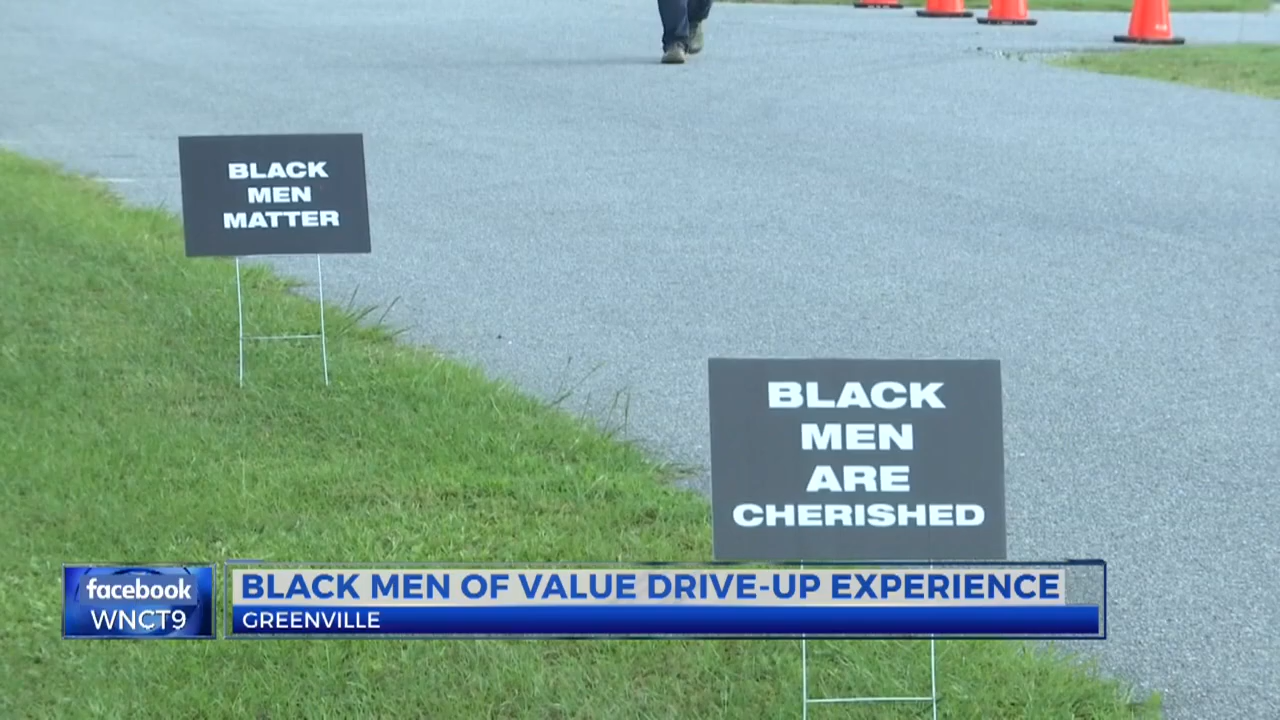 BLACK
MEN
MATTER
BLACK
MEN
ARE
CHERISHED
facebook
WNCT9
BLACK MEN OF VALUE DRIVE-UP EXPERIENCE
GREENVILLE